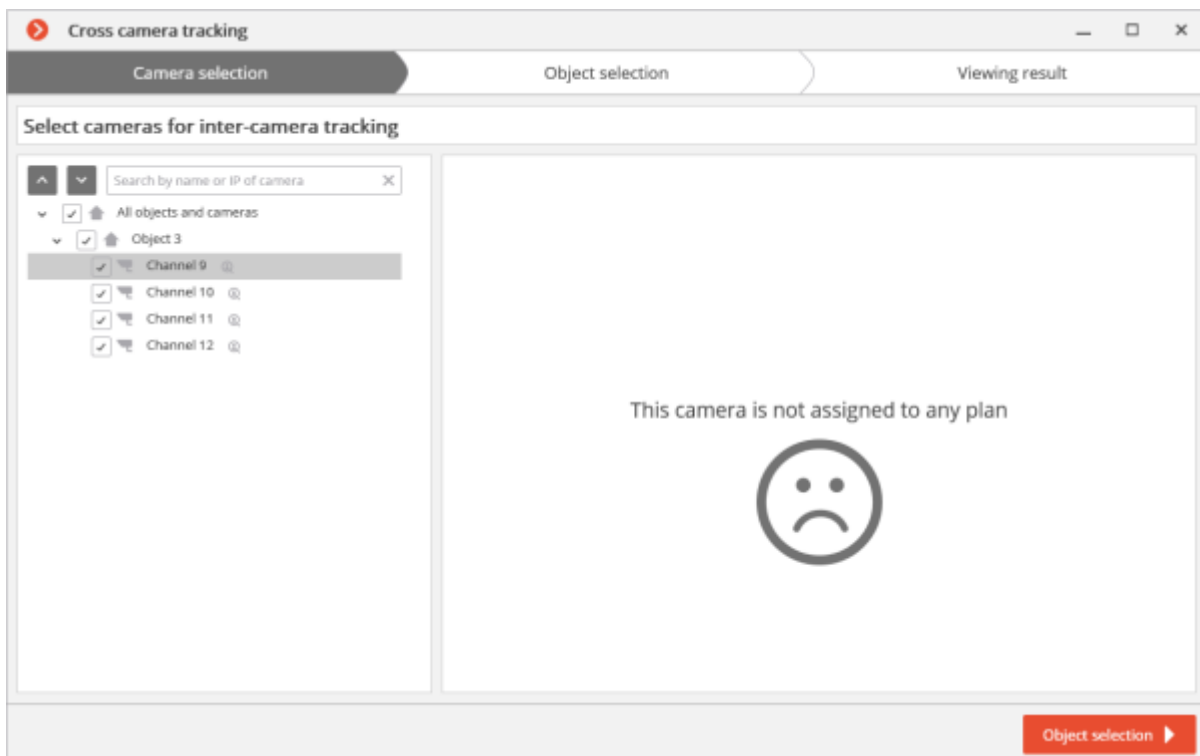 Cross camera tracking
Camera selection
Object selection
Viewing result
Select cameras for inter-camera tracking
Search by name or IP of camera
All objects and cameras
Object 3
Channel 9
Channel 10
Channel 11
Channel 12
This camera is not assigned to any plan
Object selection